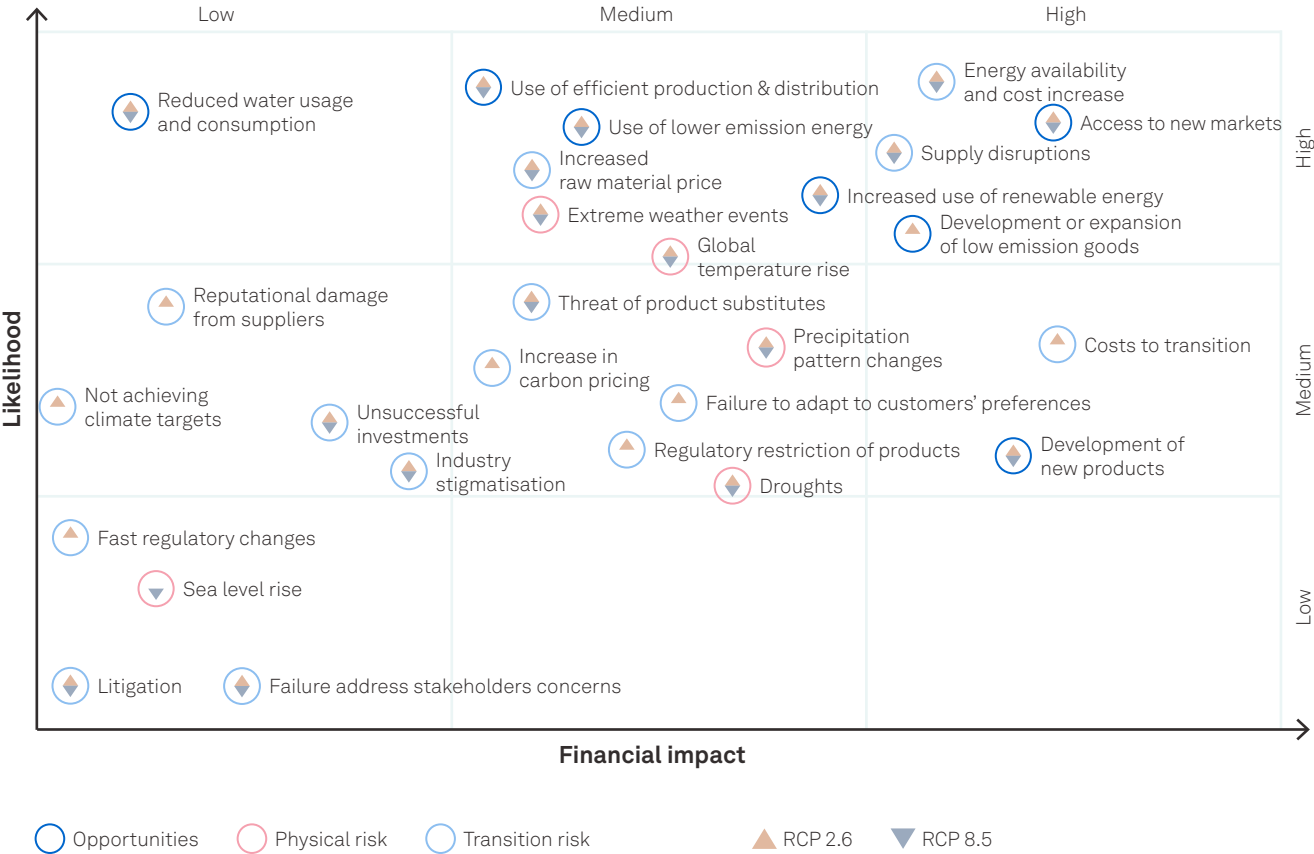 Low
Medium
High
Energy availability
and cost increase
Use of efficient production & distribution
Reduced water usage
and consumption
Access to new markets
Use of lower emission energy
High
Supply disruptions
Increased
raw material price
Increased use of renewable energy
Extreme weather events
Development or expansion
of low emission goods
Global
temperature rise
Reputational damage
from suppliers
Threat of product substitutes
Precipitation
pattern changes
Costs to transition
Likelihood
Increase in
carbon pricing
Medium
Not achieving
climate targets
Failure to adapt to customers’ preferences
Unsuccessful
investments
Regulatory restriction of products
Development of
new products
Industry
stigmatisation
Droughts
Fast regulatory changes
Sea level rise
Low
Litigation
Failure address stakeholders concerns
Financial impact
Opportunities
Physical risk
Transition risk
RCP 2.6
RCP 8.5